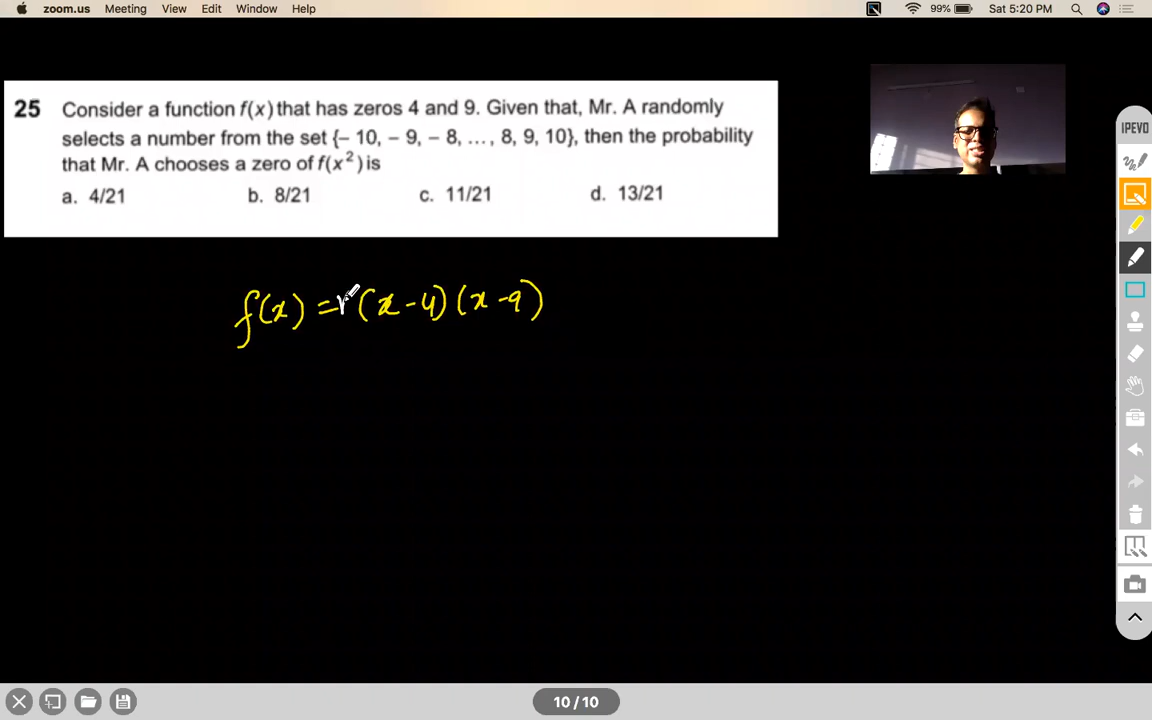 zoom.us Meeting View Edit Window Help 99% Sat 5:20 PM
25 Consider a function f(x) that has zeros 4 and 9. Given that, Mr. A randomly
selects a number from the set {– 10, – 9, – 8, ..., 8, 9, 10}, then the probability
that Mr. A chooses a zero of f(x²) is
a. 4/21 b. 8/21 c. 11/21 d. 13/21
IPEVO
f(x) = (x-4)(x-9)
10 / 10